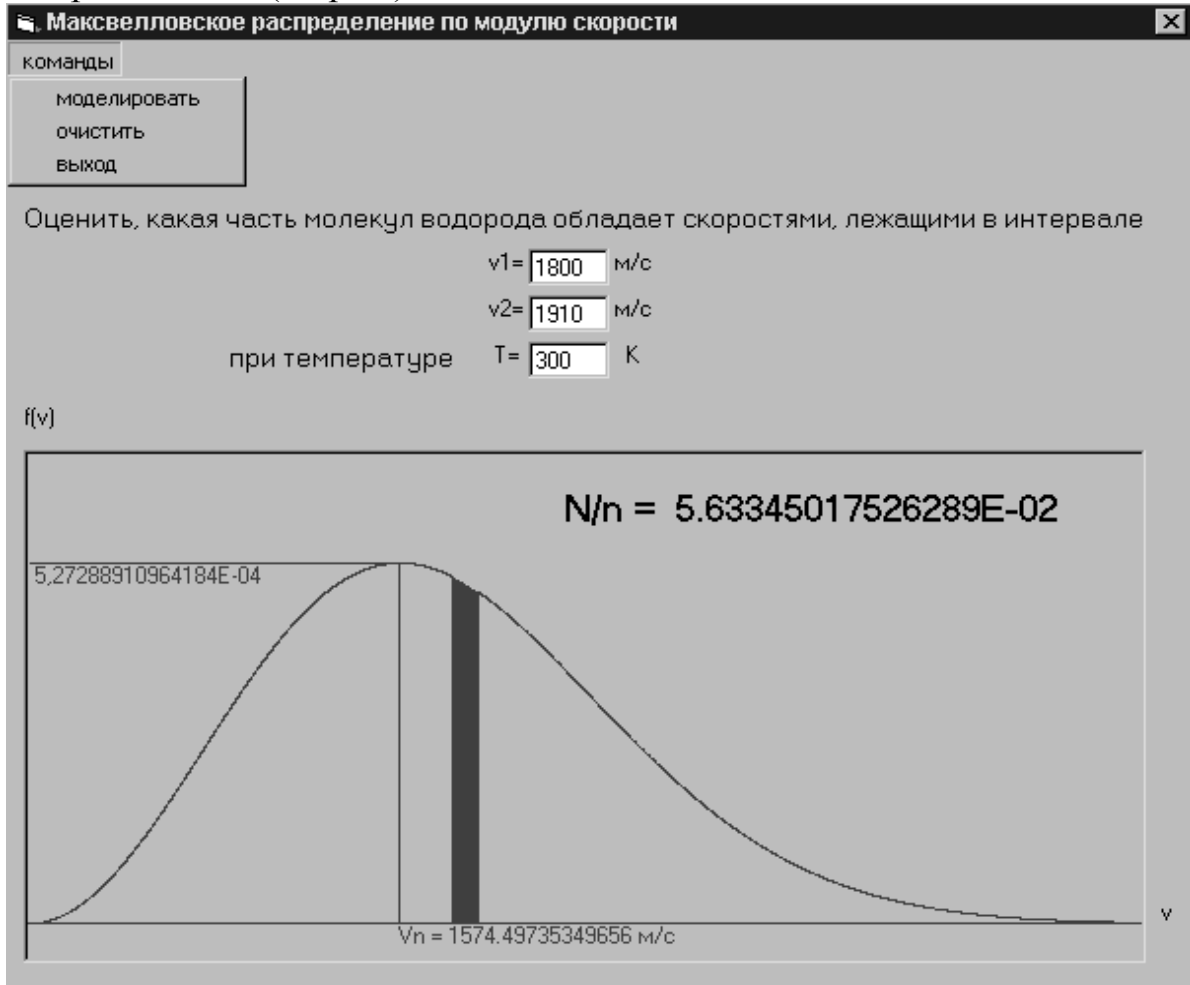 Максвелловское распределение по модулю скорости
команды
моделировать
очистить
выход
Оценить, какая часть молекул водорода обладает скоростями, лежащими в интервале
v1= 1800 м/с
v2= 1910 м/с
при температуре T= 300 K
f(v)
N/n = 5.63345017526289E-02
5,27288910964184E-04
v
Vn = 1574.49735349656 м/с